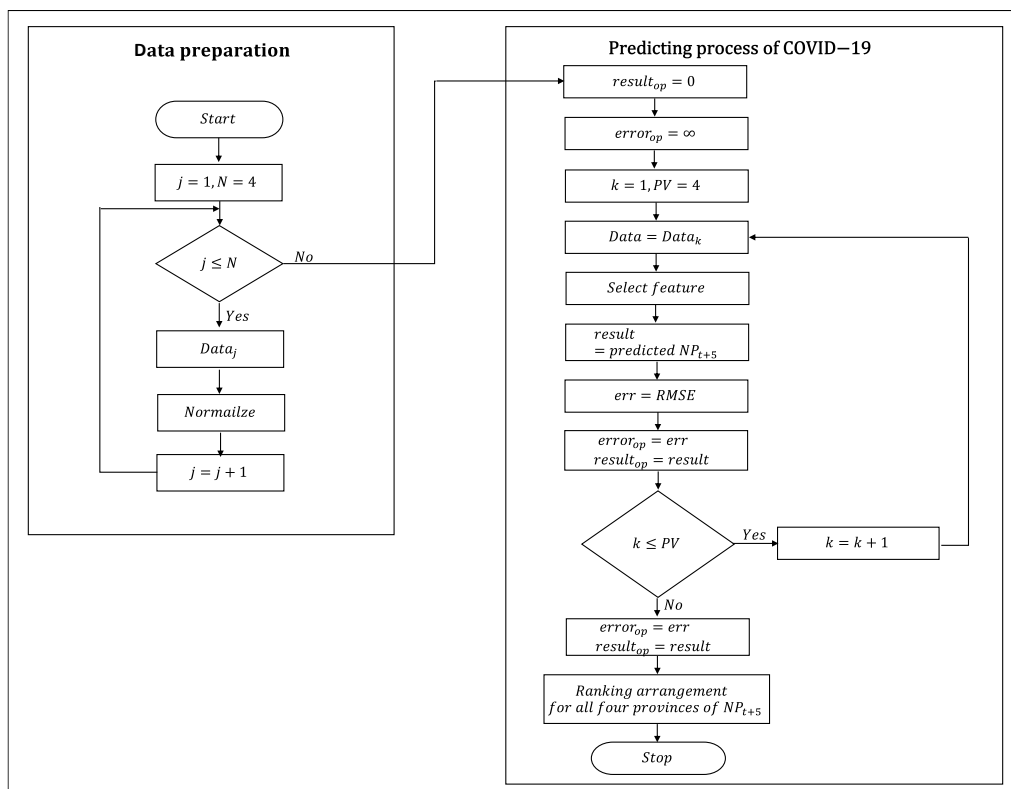 Data preparation
Start
j = 1, N = 4
j ≤ N
No
Yes
Data_j
Normailze
j = j + 1
Predicting process of COVID−19
result_op = 0
error_op = ∞
k = 1, PV = 4
Data = Data_k
Select feature
result
= predicted NP_t+5
err = RMSE
error_op = err
result_op = result
k ≤ PV
Yes
k = k + 1
No
error_op = err
result_op = result
Ranking arrangement
for all four provinces of NP_t+5
Stop